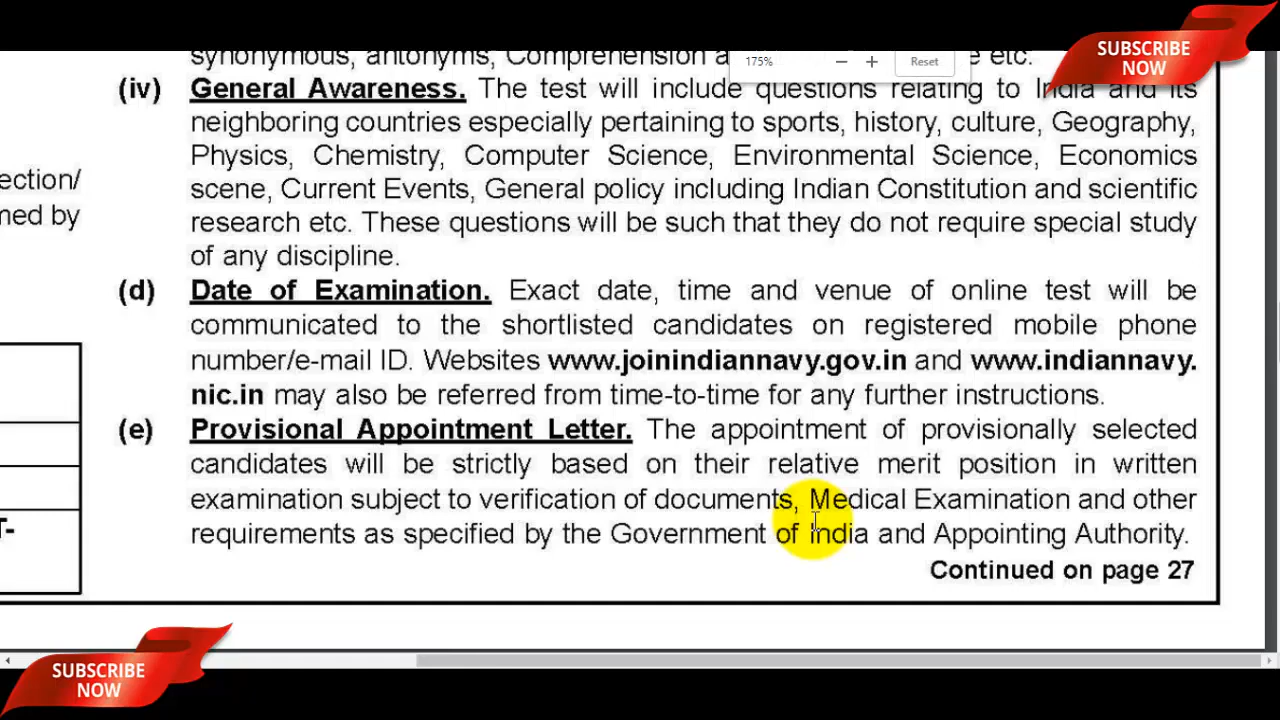 SUBSCRIBE
NOW
synonymous, antonyms, Comprehension a
e etc.
175%
Reset
(iv) General Awareness. The test will include questions relating to India and its
neighboring countries especially pertaining to sports, history, culture, Geography,
Physics, Chemistry, Computer Science, Environmental Science, Economics
scene, Current Events, General policy including Indian Constitution and scientific
research etc. These questions will be such that they do not require special study
of any discipline.
ection/
med by
(d) Date of Examination. Exact date, time and venue of online test will be
communicated to the shortlisted candidates on registered mobile phone
number/e-mail ID. Websites www.joinindiannavy.gov.in and www.indiannavy.
nic.in may also be referred from time-to-time for any further instructions.
(e) Provisional Appointment Letter. The appointment of provisionally selected
candidates will be strictly based on their relative merit position in written
examination subject to verification of documents, Medical Examination and other
requirements as specified by the Government of India and Appointing Authority.
T-
Continued on page 27
SUBSCRIBE
NOW